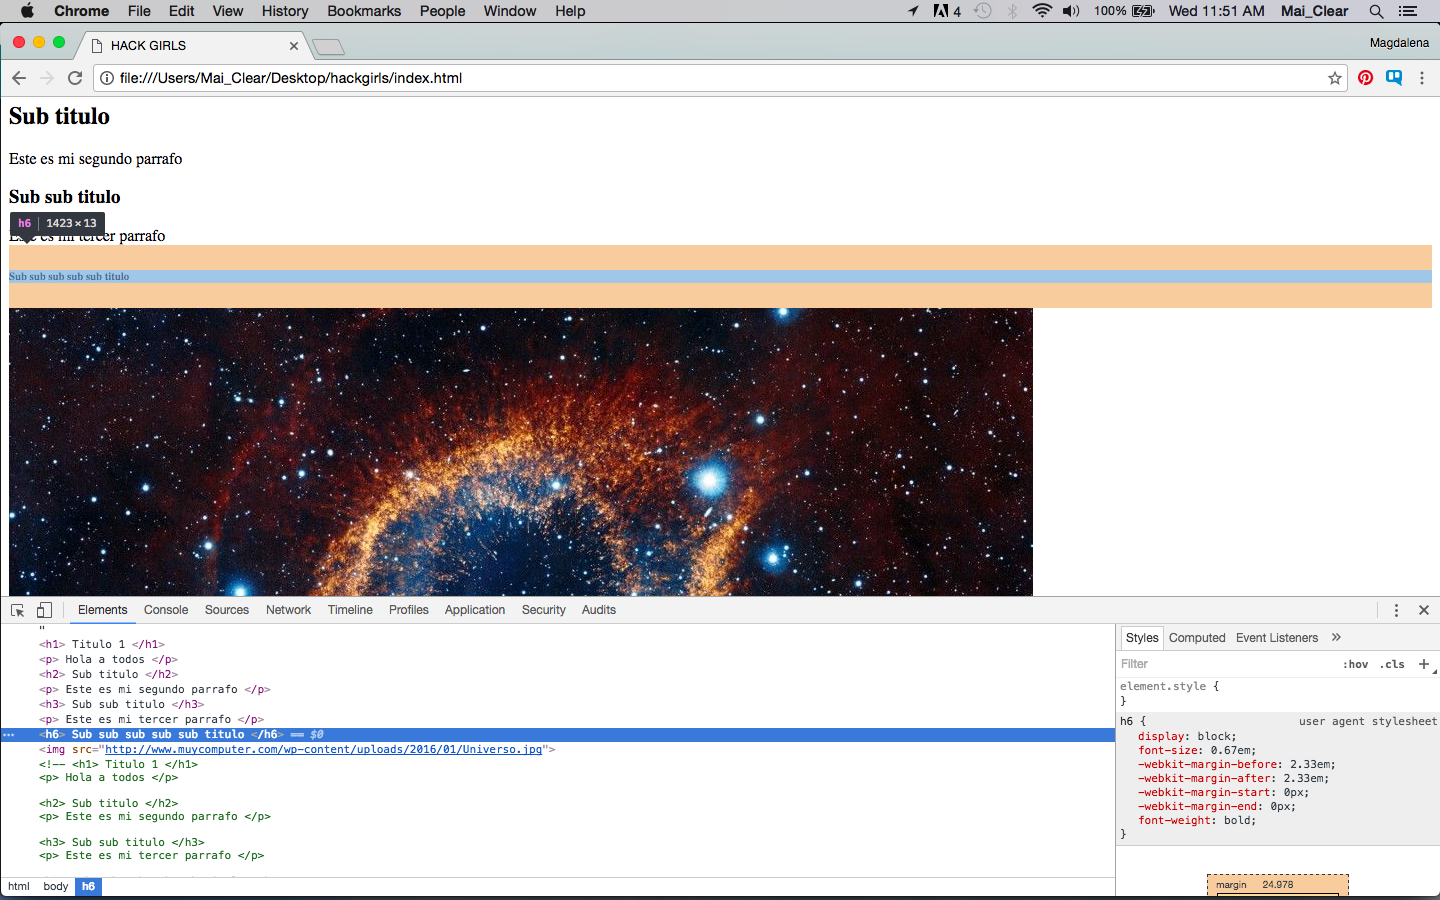 Chrome File Edit View History Bookmarks People Window Help 4 100% Wed 11:51 AM Mai_Clear
HACK GIRLS Magdalena
file:///Users/Mai_Clear/Desktop/hackgirls/index.html
Sub titulo
Este es mi segundo parrafo
Sub sub titulo
h6 1423 × 13
Este es mi tercer parrafo
Sub sub sub sub sub titulo
Elements Console Sources Network Timeline Profiles Application Security Audits
"
<h1> Titulo 1 </h1>
<p> Hola a todos </p>
<h2> Sub titulo </h2>
<p> Este es mi segundo parrafo </p>
<h3> Sub sub titulo </h3>
<p> Este es mi tercer parrafo </p>
<h6> Sub sub sub sub sub titulo </h6> == $0
<img src="http://www.muycomputer.com/wp-content/uploads/2016/01/Universo.jpg">
<!-- <h1> Titulo 1 </h1>
<p> Hola a todos </p>
<h2> Sub titulo </h2>
<p> Este es mi segundo parrafo </p>
<h3> Sub sub titulo </h3>
<p> Este es mi tercer parrafo </p>
html body h6
Styles Computed Event Listeners »
Filter :hov .cls +
element.style {
}
h6 { user agent stylesheet
display: block;
font-size: 0.67em;
-webkit-margin-before: 2.33em;
-webkit-margin-after: 2.33em;
-webkit-margin-start: 0px;
-webkit-margin-end: 0px;
font-weight: bold;
}
margin 24.978